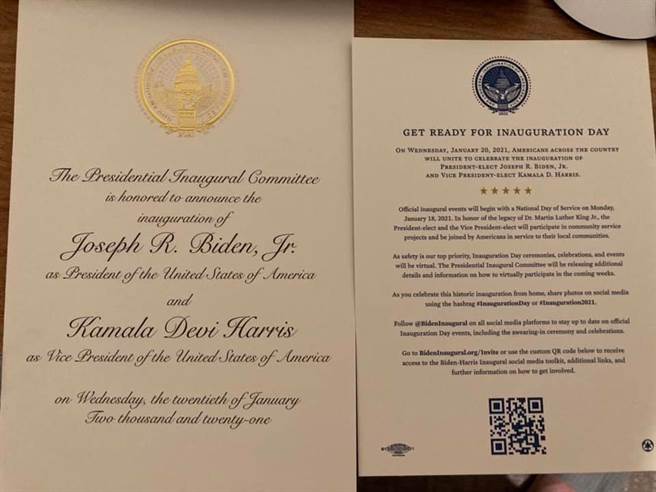 The Presidential Inaugural Committee
is honored to announce the
inauguration of
Joseph R. Biden, Jr.
as President of the United States of America
and
Kamala Devi Harris
as Vice President of the United States of America
on Wednesday, the twentieth of January
Two thousand and twenty-one
GET READY FOR INAUGURATION DAY
ON WEDNESDAY, JANUARY 20, 2021, AMERICANS ACROSS THE COUNTRY
WILL UNITE TO CELEBRATE THE INAUGURATION OF
PRESIDENT-ELECT JOSEPH R. BIDEN, JR.
AND VICE PRESIDENT-ELECT KAMALA D. HARRIS.
Official inaugural events will begin with a National Day of Service on Monday,
January 18, 2021. In honor of the legacy of Dr. Martin Luther King Jr., the
President-elect and the Vice President-elect will participate in community service
projects and be joined by Americans in service to their local communities.
As safety is our top priority, Inauguration Day ceremonies, celebrations, and events
will be virtual. The Presidential Inaugural Committee will be releasing additional
details and information on how to virtually participate in the coming weeks.
As you celebrate this historic inauguration from home, share photos on social media
using the hashtag #InaugurationDay or #Inauguration2021.
Follow @BidenInaugural on all social media platforms to stay up to date on official
Inauguration Day events, including the swearing-in ceremony and celebrations.
Go to BidenInaugural.org/Invite or use the custom QR code below to receive
access to the Biden-Harris Inaugural social media toolkit, additional links, and
further information on how to get involved.